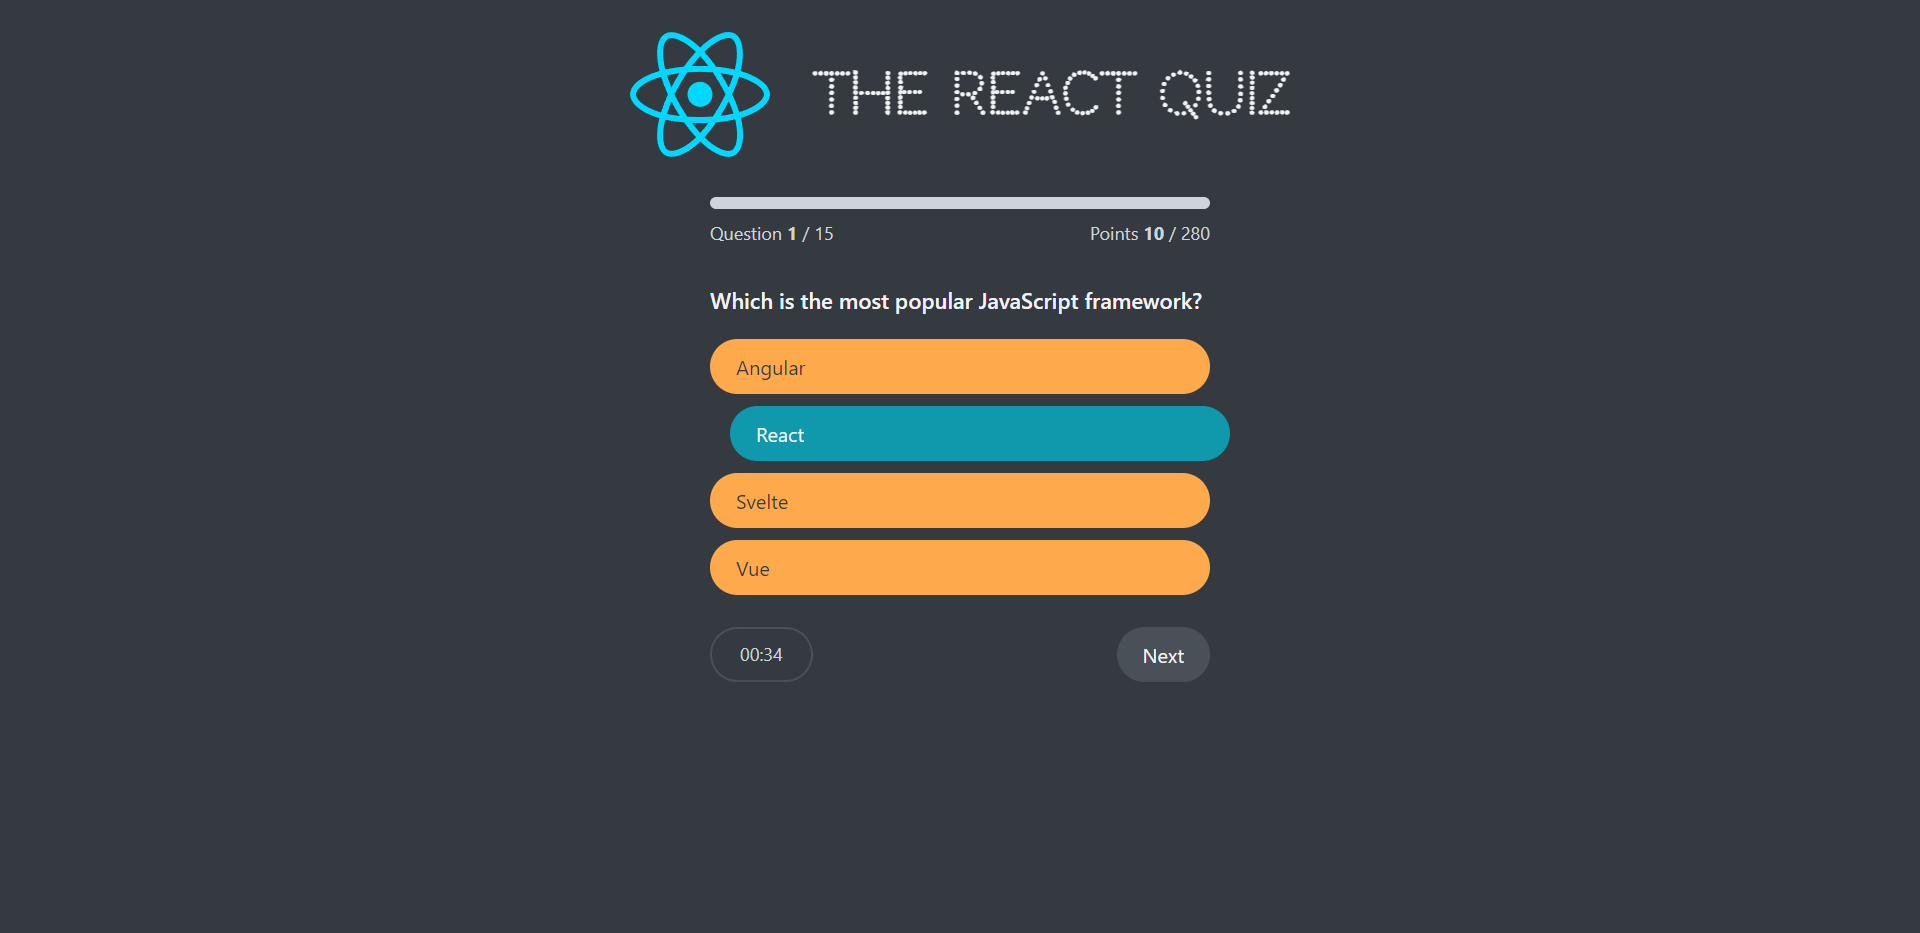 THE REACT QUIZ
Question 1 / 15
Points 10 / 280
Which is the most popular JavaScript framework?
Angular
React
Svelte
Vue
00:34
Next